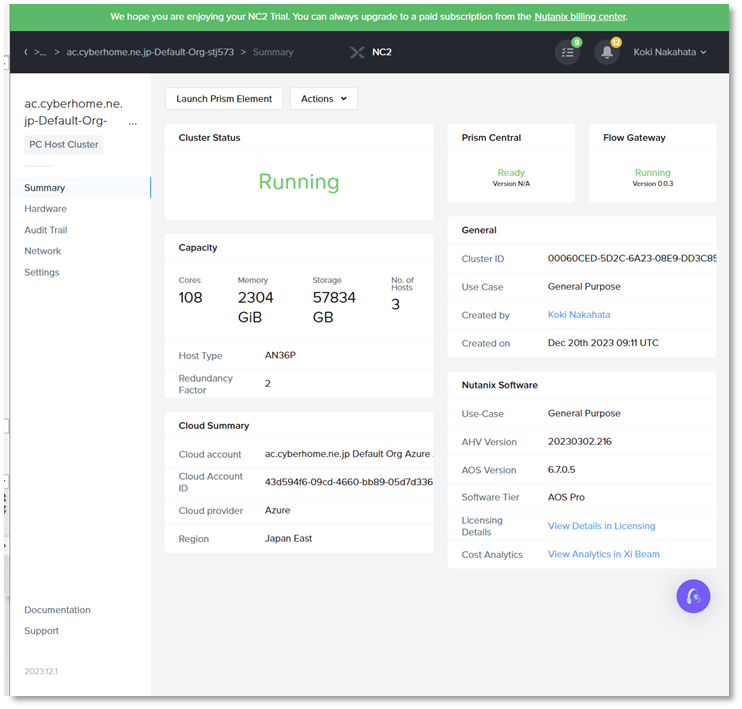 We hope you are enjoying your NC2 Trial. You can always upgrade to a paid subscription from the Nutanix billing center.
>... > ac.cyberhome.ne.jp-Default-Org-stj573 > Summary
NC2
9
12
Koki Nakahata
ac.cyberhome.ne.
jp-Default-Org- ...
PC Host Cluster
Summary
Hardware
Audit Trail
Network
Settings
Documentation
Support
2023.12.1
Launch Prism Element
Actions
Cluster Status
Running
Prism Central
Ready
Version N/A
Flow Gateway
Running
Version 0.0.3
Capacity
Cores
108
Memory
2304
GiB
Storage
57834
GB
No. of
Hosts
3
Host Type AN36P
Redundancy
Factor
2
Cloud Summary
Cloud account ac.cyberhome.ne.jp Default Org Azure
Cloud Account
ID
43d594f6-09cd-4660-bb89-05d7d336
Cloud provider Azure
Region Japan East
General
Cluster ID 00060CED-5D2C-6A23-08E9-DD3C85
Use Case General Purpose
Created by Koki Nakahata
Created on Dec 20th 2023 09:11 UTC
Nutanix Software
Use-Case General Purpose
AHV Version 20230302.216
AOS Version 6.7.0.5
Software Tier AOS Pro
Licensing
Details
View Details in Licensing
Cost Analytics View Analytics in Xi Beam